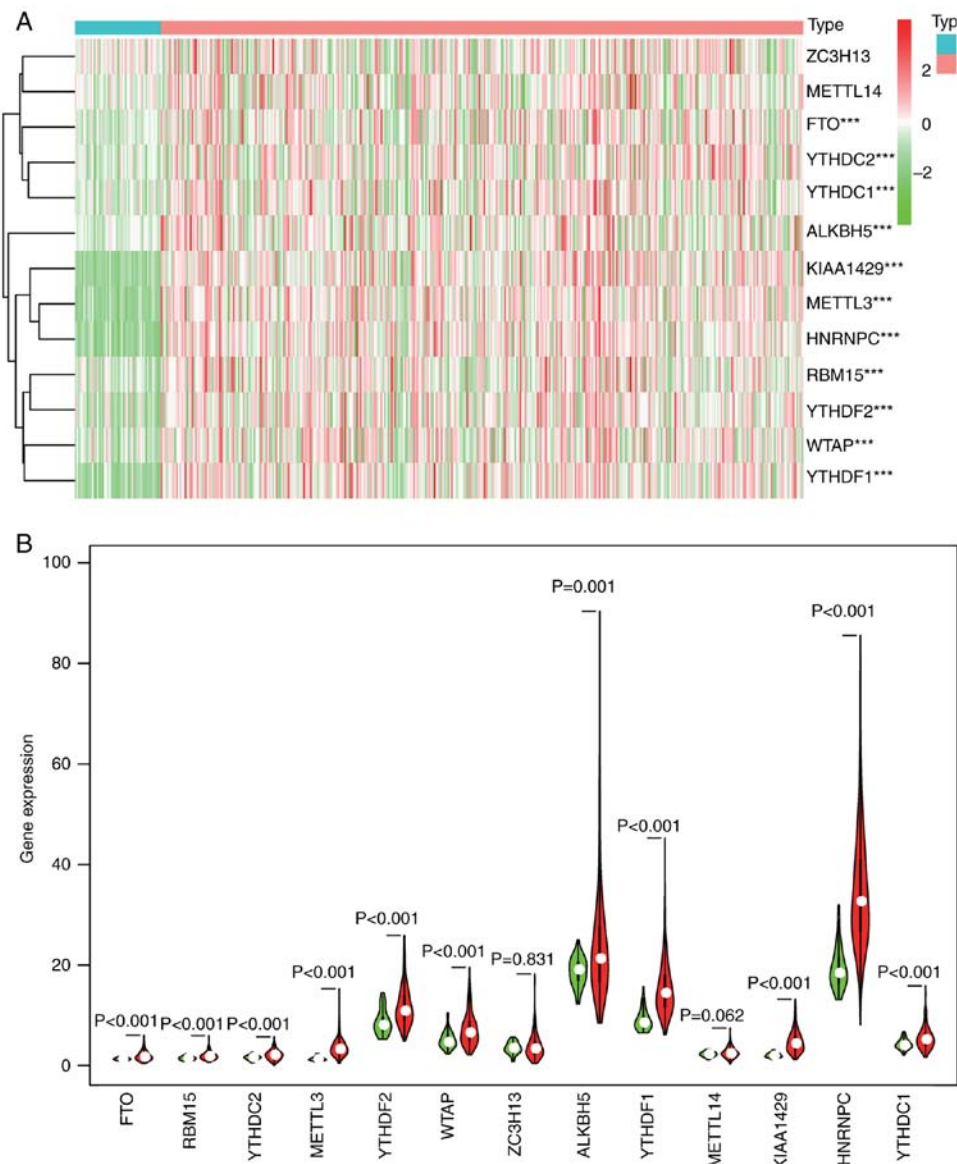 A
Type
Typ
ZC3H13
METTL14
FTO***
YTHDC2***
YTHDC1***
ALKBH5***
KIAA1429***
METTL3***
HNRNPC***
RBM15***
YTHDF2***
WTAP***
YTHDF1***
2
0
−2
B
Gene expression
100
80
60
40
20
0
P<0.001
P<0.001
P<0.001
P<0.001
P<0.001
P<0.001
P=0.831
P=0.001
P<0.001
P=0.062
P<0.001
P<0.001
P<0.001
FTO
RBM15
YTHDC2
METTL3
YTHDF2
WTAP
ZC3H13
ALKBH5
YTHDF1
METTL14
KIAA1429
HNRNPC
YTHDC1